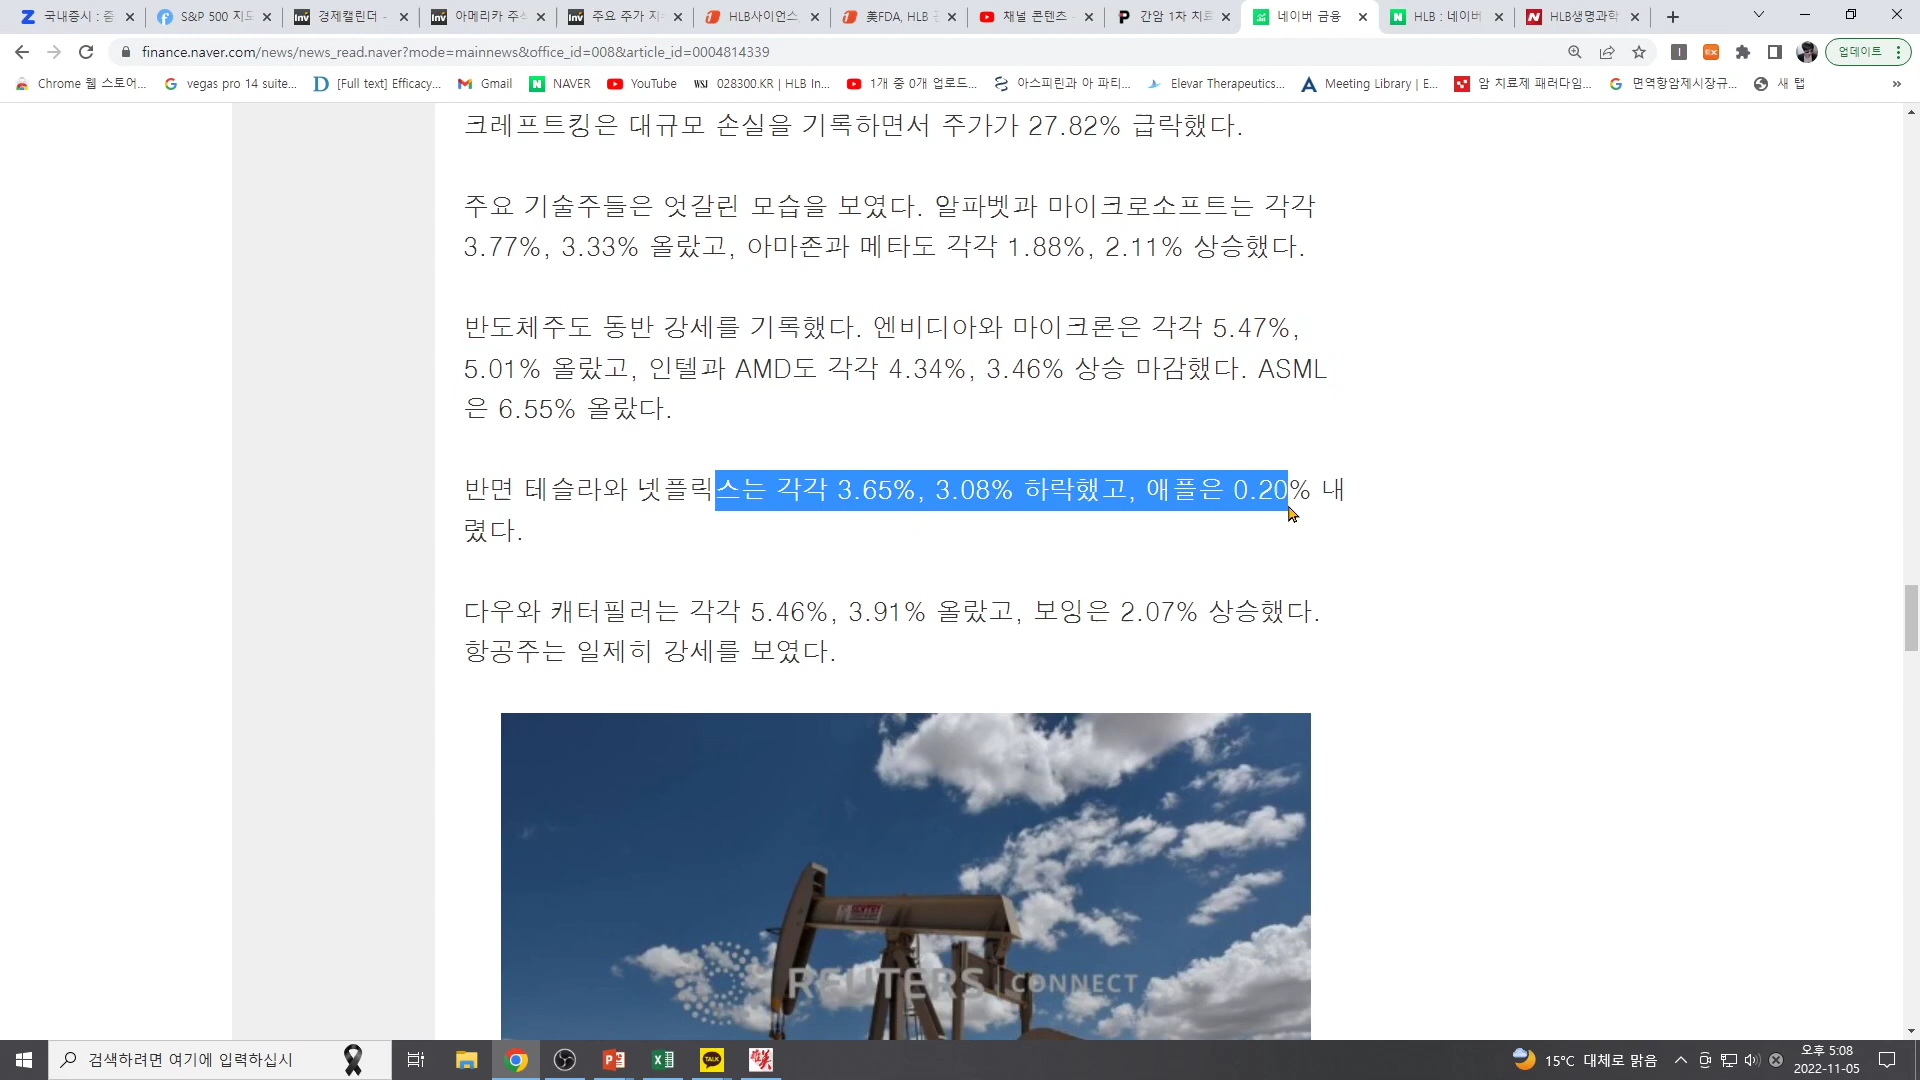 국내증시 : 증
S&P 500 지도
경제캘린더 -
아메리카 주식
주요 주가 지수
HLB사이언스
美FDA, HLB 간
채널 콘텐츠 -
간암 1차 치료
네이버 금융
HLB : 네이버
HLB생명과학
finance.naver.com/news/news_read.naver?mode=mainnews&office_id=008&article_id=0004814339
업데이트
Chrome 웹 스토어...
vegas pro 14 suite...
[Full text] Efficacy...
Gmail
NAVER
YouTube
028300.KR | HLB In...
1개 중 0개 업로드...
아스피린과 아 파티...
Elevar Therapeutics...
Meeting Library | E...
암 치료제 패러다임...
면역항암제시장규...
새 탭
크레프트킹은 대규모 손실을 기록하면서 주가가 27.82% 급락했다.
주요 기술주들은 엇갈린 모습을 보였다. 알파벳과 마이크로소프트는 각각
3.77%, 3.33% 올랐고, 아마존과 메타도 각각 1.88%, 2.11% 상승했다.
반도체주도 동반 강세를 기록했다. 엔비디아와 마이크론은 각각 5.47%,
5.01% 올랐고, 인텔과 AMD도 각각 4.34%, 3.46% 상승 마감했다. ASML
은 6.55% 올랐다.
반면 테슬라와 넷플릭스는 각각 3.65%, 3.08% 하락했고, 애플은 0.20% 내
렸다.
다우와 캐터필러는 각각 5.46%, 3.91% 올랐고, 보잉은 2.07% 상승했다.
항공주는 일제히 강세를 보였다.
REUTERS | CONNECT
검색하려면 여기에 입력하십시
15°C 대체로 맑음
오후 5:08
2022-11-05